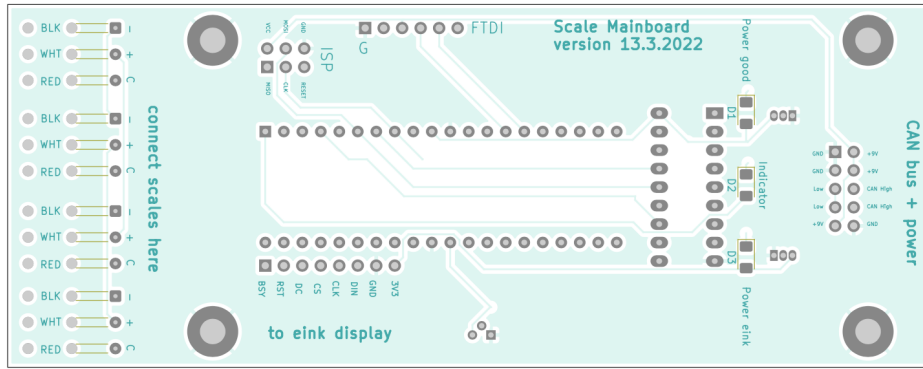 BLK -
WHT +
RED C
BLK -
WHT +
RED C
BLK -
WHT +
RED C
BLK -
WHT +
RED C
connect scales here
VCC MOSI GND
ISP
MISO CLK RESET
G
FTDI
Scale Mainboard
version 13.3.2022
Power good
D1
Indicator
D2
D3
Power eink
GND +9V
GND +9V
Low CAN High
Low CAN High
+9V GND
CAN bus + power
BSY RST DC CS CLK DIN GND 3V3
to eink display